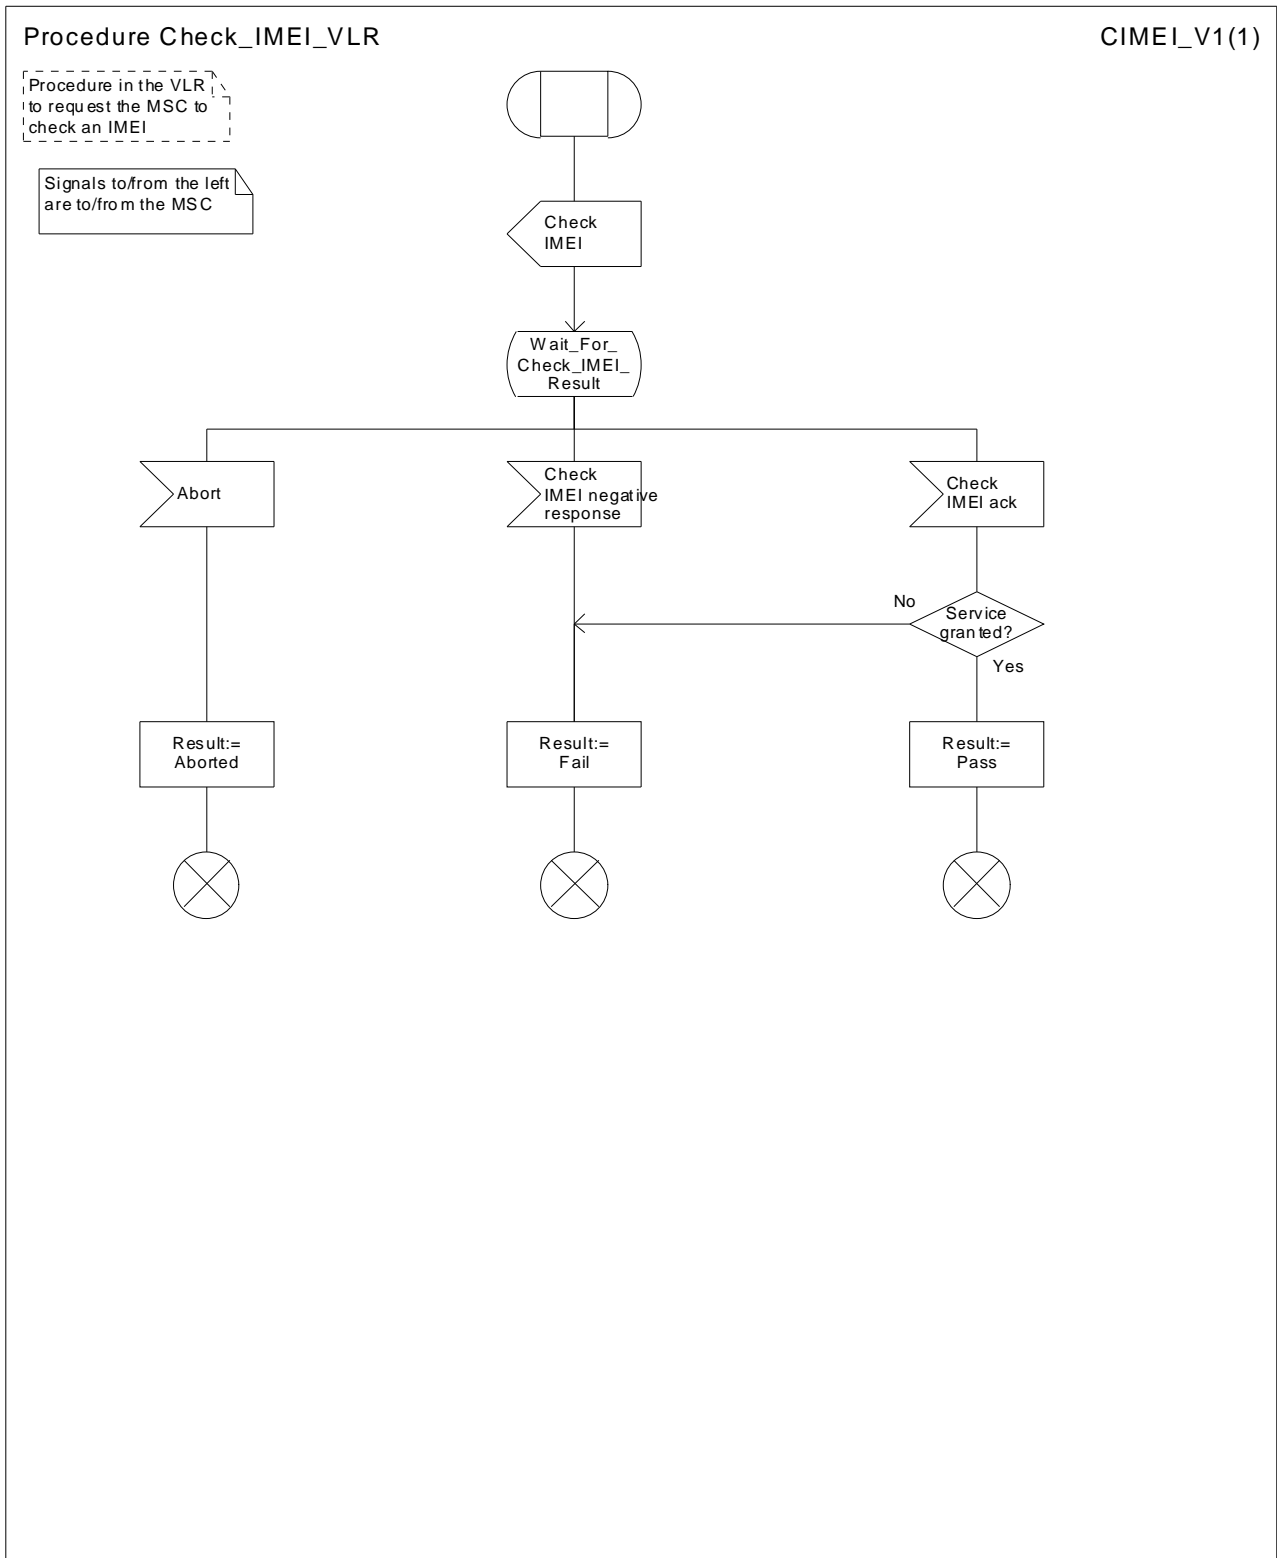 Procedure Check_IMEI_VLR
CIMEI_V1(1)
Procedure in the VLR
to request the MSC to
check an IMEI
Signals to/from the left
are to/from the MSC
Check
IMEI
Wait_For_
Check_IMEI_
Result
Abort
Check
IMEI negative
response
Check
IMEI ack
No
Service
granted?
Yes
Result:=
Aborted
Result:=
Fail
Result:=
Pass